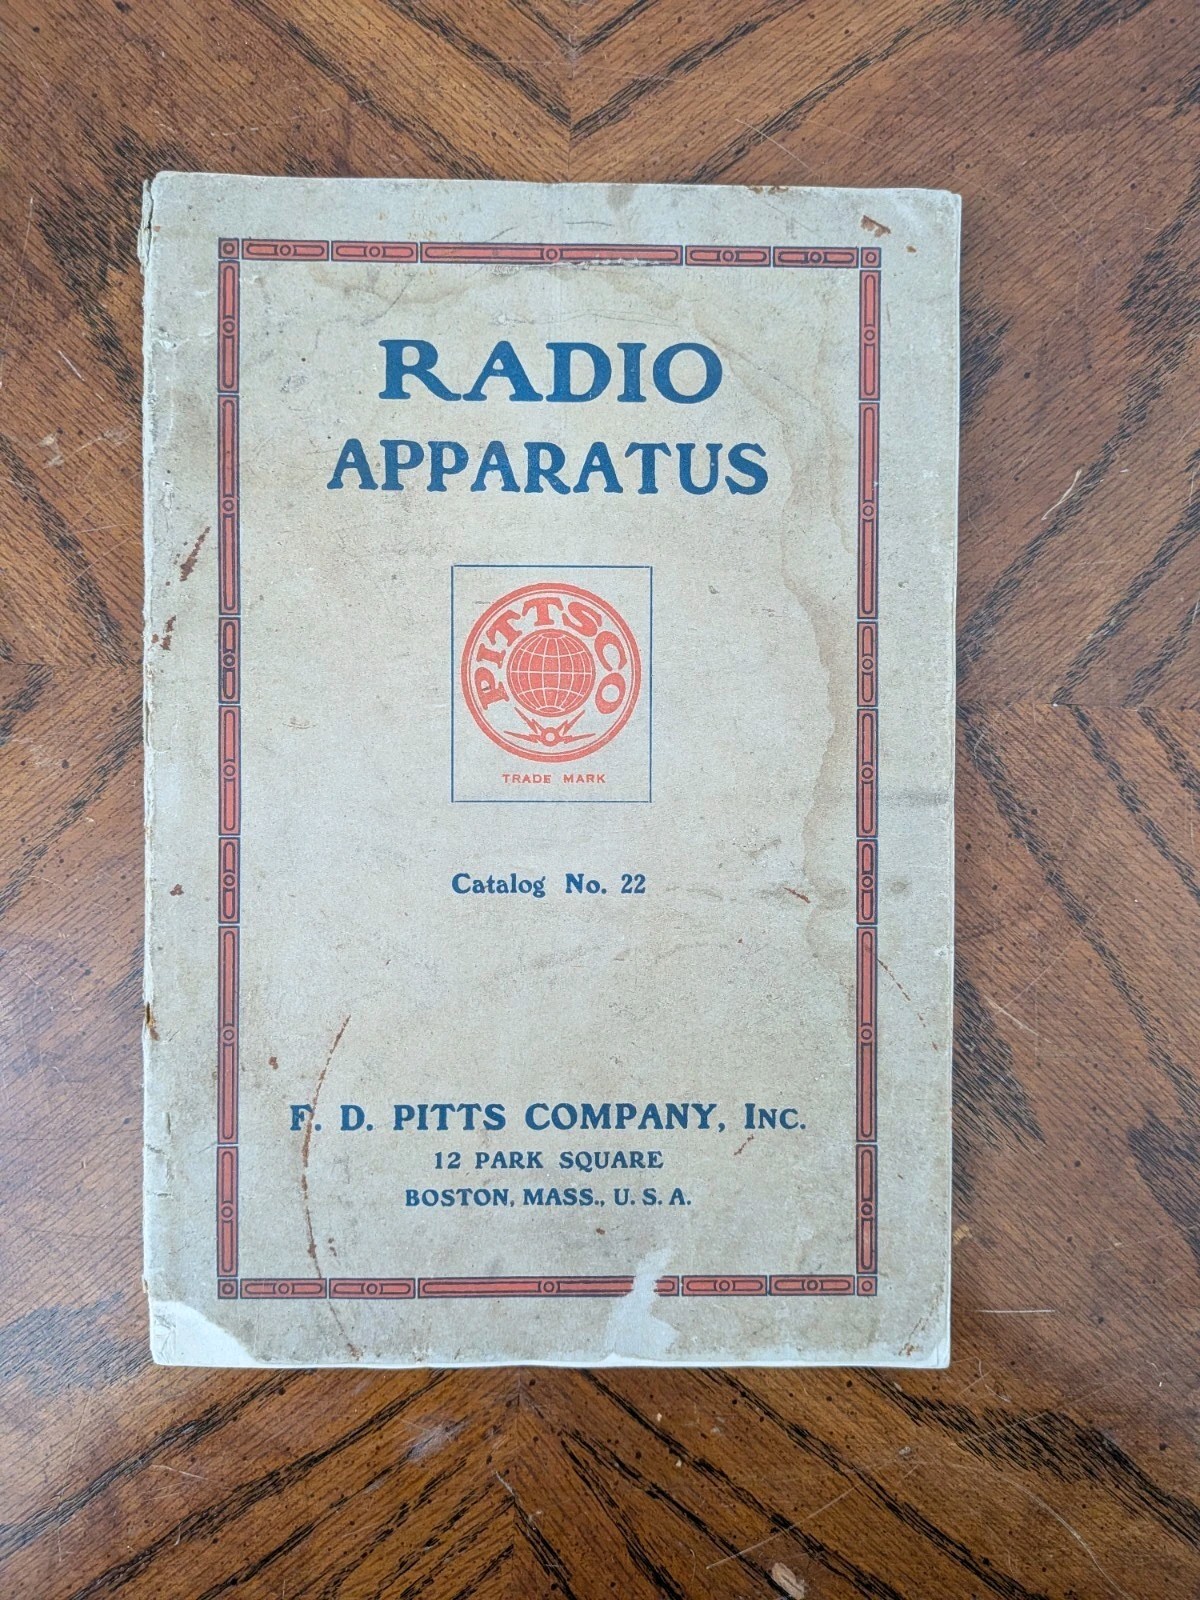 RADIO
APPARATUS
PITTSCO
TRADE MARK
Catalog No. 22
F. D. PITTS COMPANY, INC.
12 PARK SQUARE
BOSTON, MASS., U. S. A.